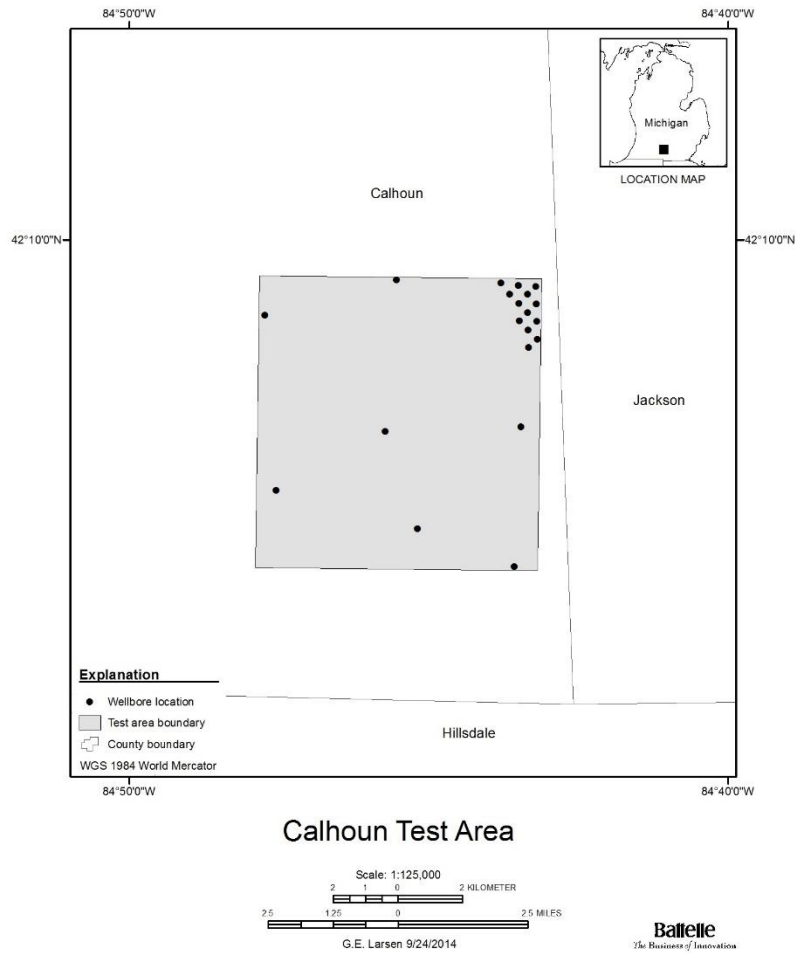 84°50'0"W 84°40'0"W
Michigan
LOCATION MAP
Calhoun
42°10'0"N 42°10'0"N
Jackson
Explanation
Wellbore location
Test area boundary
County boundary
WGS 1984 World Mercator
Hillsdale
84°50'0"W 84°40'0"W
Calhoun Test Area
Scale: 1:125,000
2 1 0 2 KILOMETER
2.5 1.25 0 2.5 MILES
G.E. Larsen 9/24/2014
Battelle
The Business of Innovation